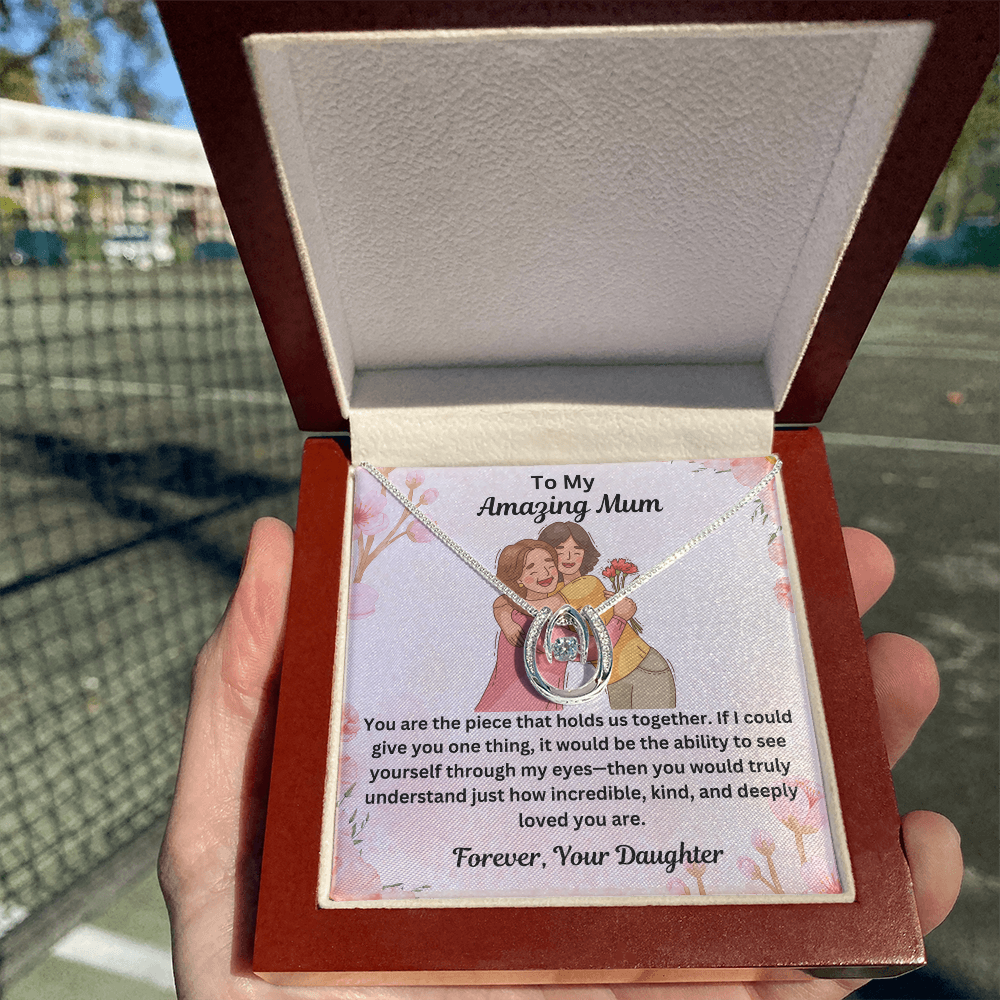 To My
Amazing Mum
You are the piece that holds us together. If I could
give you one thing, it would be the ability to see
yourself through my eyes—then you would truly
understand just how incredible, kind, and deeply
loved you are.
Forever, Your Daughter